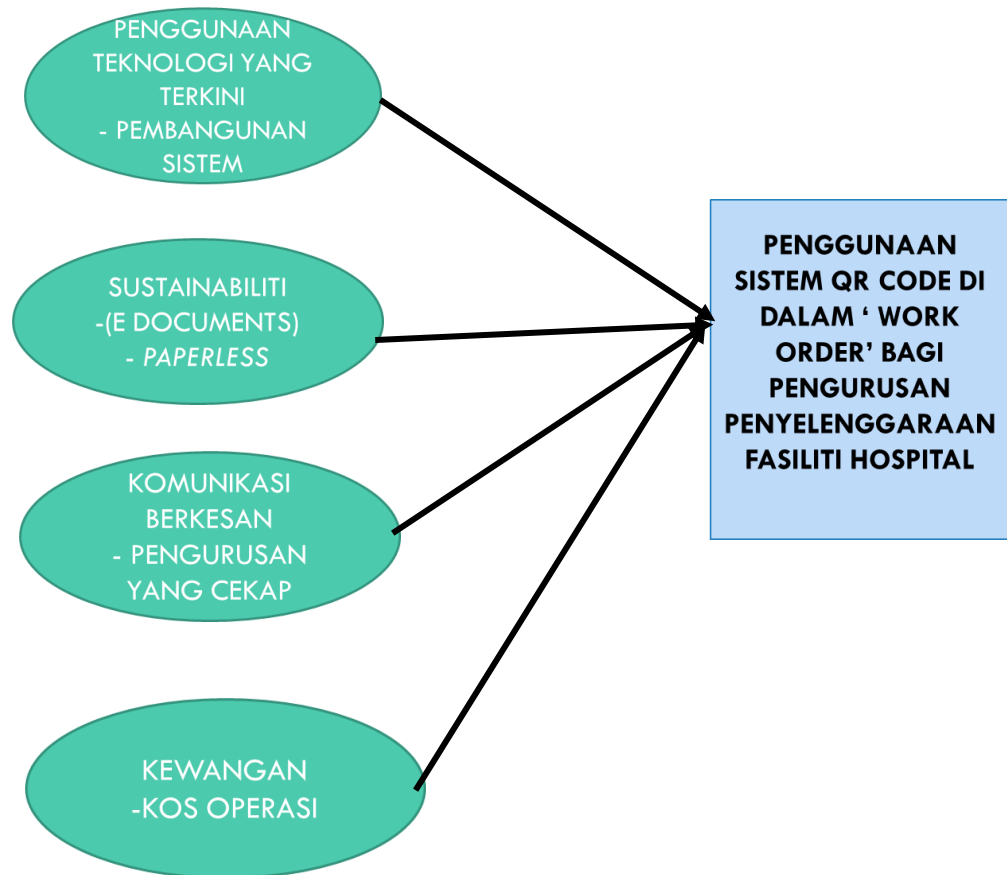 PENGGUNAAN
TEKNOLOGI YANG
TERKINI
- PEMBANGUNAN
SISTEM
SUSTAINABILITI
-(E DOCUMENTS)
- PAPERLESS
KOMUNIKASI
BERKESAN
- PENGURUSAN
YANG CEKAP
KEWANGAN
-KOS OPERASI
PENGGUNAAN
SISTEM QR CODE DI
DALAM ‘ WORK
ORDER’ BAGI
PENGURUSAN
PENYELENGGARAAN
FASILITI HOSPITAL